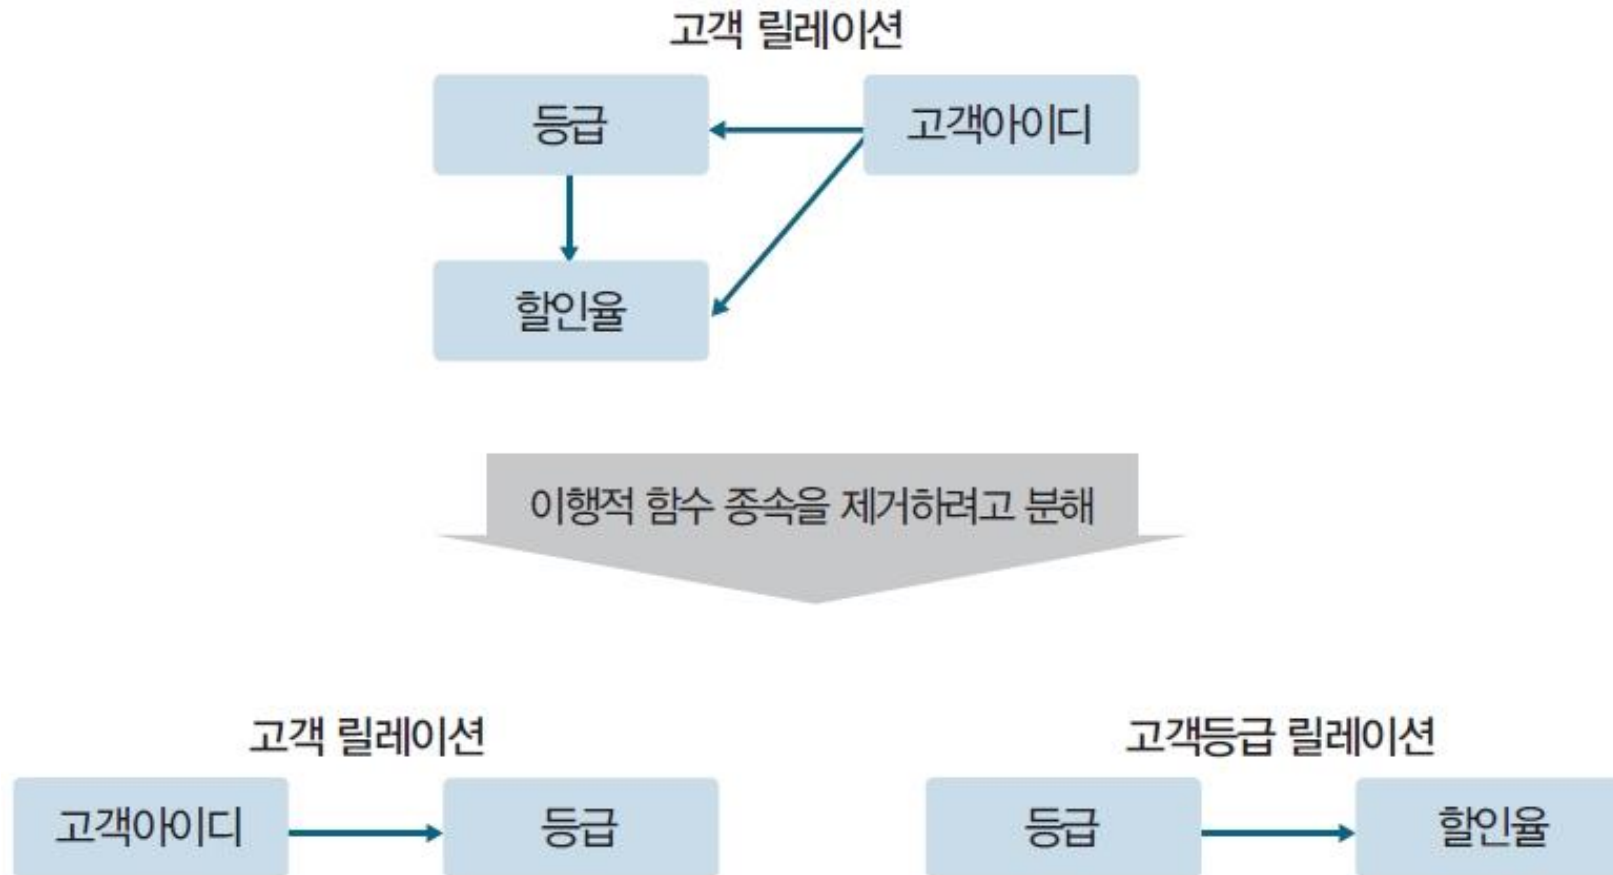 고객 릴레이션
등급
고객아이디
할인율
이행적 함수 종속을 제거하려고 분해
고객 릴레이션
고객등급 릴레이션
고객아이디
등급
등급
할인율